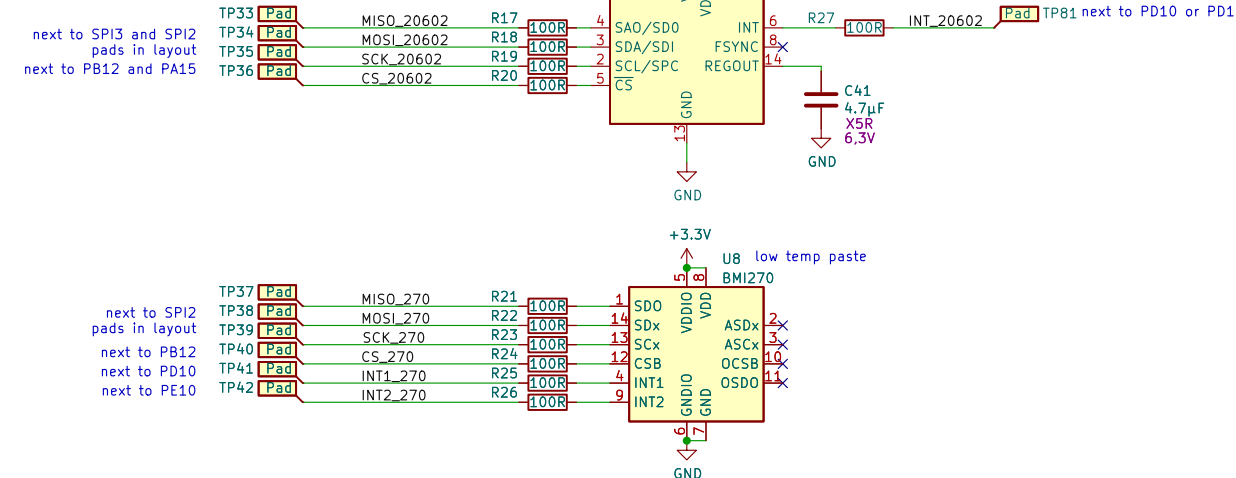 TP33 Pad MISO_20602 R17 100R 4 SAO/SD0 INT 6 R27 100R INT_20602 Pad TP81 next to PD10 or PD1
next to SPI3 and SPI2 TP34 Pad MOSI_20602 R18 100R 3 SDA/SDI FSYNC 8
pads in layout TP35 Pad SCK_20602 R19 100R 2 SCL/SPC REGOUT 14
next to PB12 and PA15 TP36 Pad CS_20602 R20 100R 5 CS
VD
GND
13
GND
C41
4.7µF
X5R
6,3V
GND
+3.3V
U8 low temp paste
BMI270
5 8
VDDIO VDD
TP37 Pad MISO_270 R21 100R 1 SDO
next to SPI2 TP38 Pad MOSI_270 R22 100R 14 SDx ASDx 2
pads in layout TP39 Pad SCK_270 R23 100R 13 SCx ASCx 3
next to PB12 TP40 Pad CS_270 R24 100R 12 CSB OCSB 10
next to PD10 TP41 Pad INT1_270 R25 100R 4 INT1 OSDO 11
next to PE10 TP42 Pad INT2_270 R26 100R 9 INT2
GNDIO GND
6 7
GND